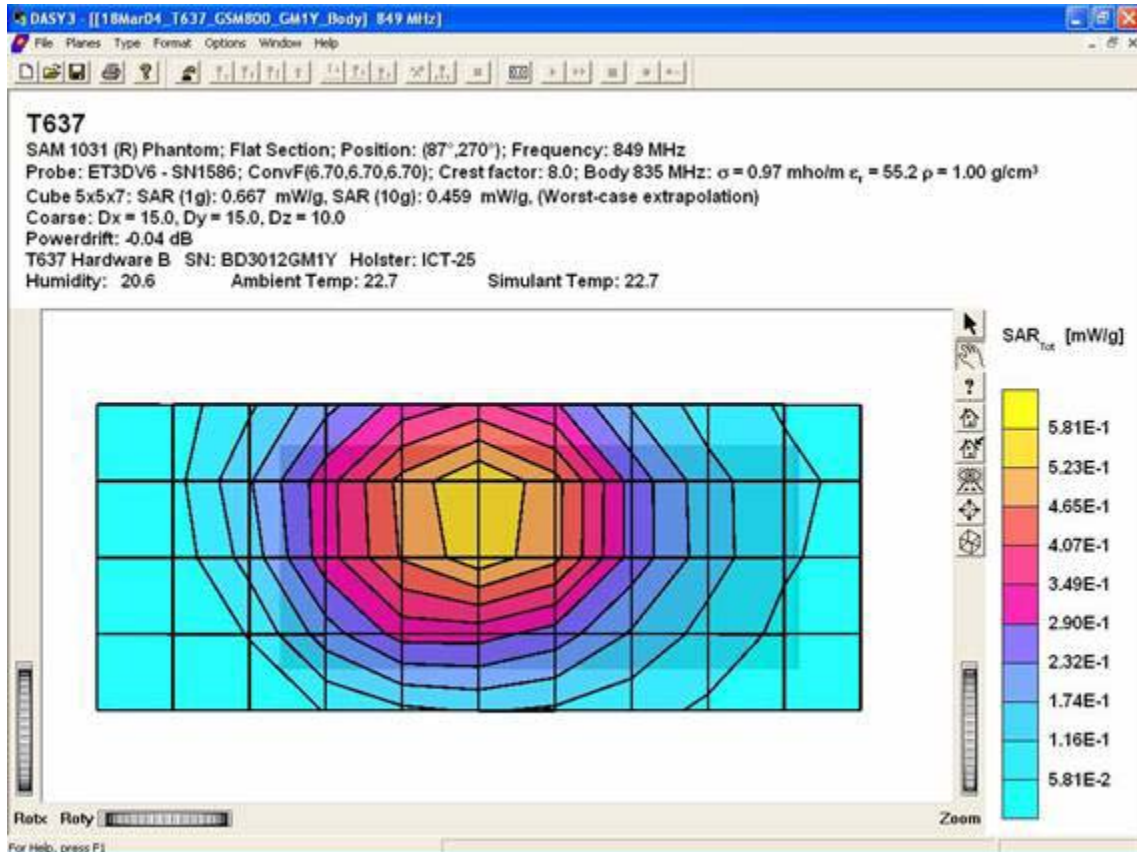 DASY3 - [[18Mar04_T637_GSM800_GM1Y_Body] 849 MHz]
File Planes Type Format Options Window Help
T637
SAM 1031 (R) Phantom; Flat Section; Position: (87°,270°); Frequency: 849 MHz
Probe: ET3DV6 - SN1586; ConvF(6.70,6.70,6.70); Crest factor: 8.0; Body 835 MHz: σ = 0.97 mho/m εr = 55.2 ρ = 1.00 g/cm³
Cube 5x5x7: SAR (1g): 0.667 mW/g, SAR (10g): 0.459 mW/g, (Worst-case extrapolation)
Coarse: Dx = 15.0, Dy = 15.0, Dz = 10.0
Powerdrift: -0.04 dB
T637 Hardware B SN: BD3012GM1Y Holster: ICT-25
Humidity: 20.6 Ambient Temp: 22.7 Simulant Temp: 22.7
SARTot [mW/g]
5.81E-1
5.23E-1
4.65E-1
4.07E-1
3.49E-1
2.90E-1
2.32E-1
1.74E-1
1.16E-1
5.81E-2
Rotx Roty Zoom
For Help, press F1